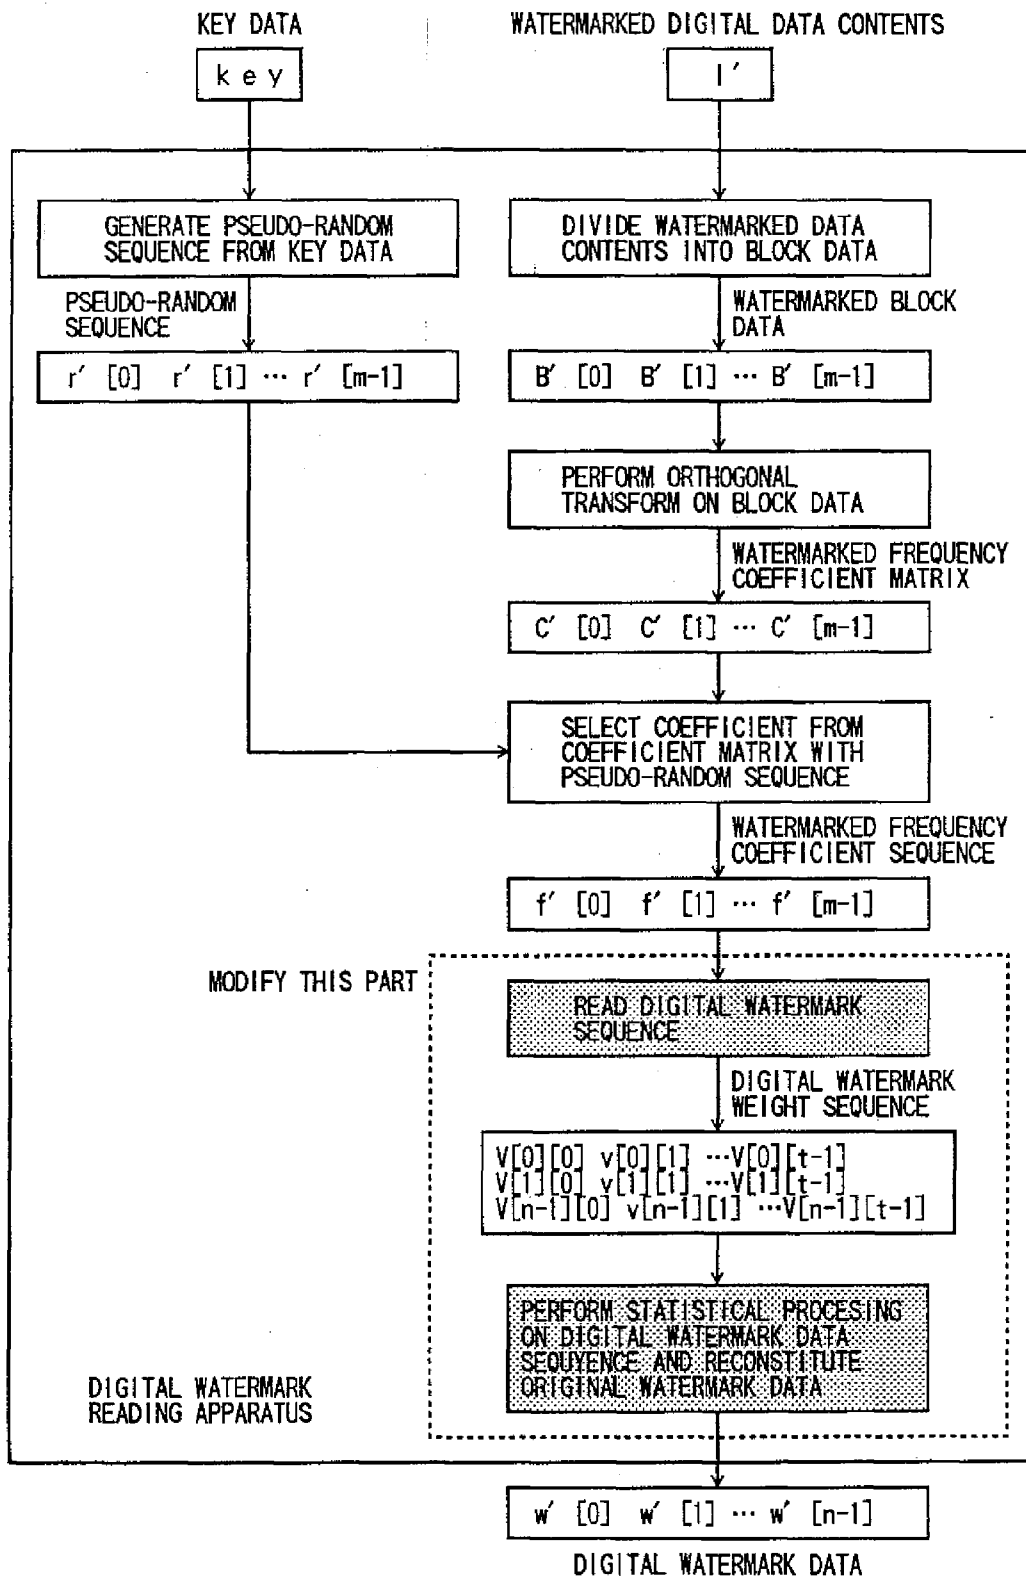 KEY DATA
WATERMARKED DIGITAL DATA CONTENTS
key
I′
GENERATE PSEUDO-RANDOM
SEQUENCE FROM KEY DATA
DIVIDE WATERMARKED DATA
CONTENTS INTO BLOCK DATA
PSEUDO-RANDOM
SEQUENCE
WATERMARKED BLOCK
DATA
r′ [0] r′ [1] ··· r′ [m-1]
B′ [0] B′ [1] ··· B′ [m-1]
PERFORM ORTHOGONAL
TRANSFORM ON BLOCK DATA
WATERMARKED FREQUENCY
COEFFICIENT MATRIX
C′ [0] C′ [1] ··· C′ [m-1]
SELECT COEFFICIENT FROM
COEFFICIENT MATRIX WITH
PSEUDO-RANDOM SEQUENCE
WATERMARKED FREQUENCY
COEFFICIENT SEQUENCE
f′ [0] f′ [1] ··· f′ [m-1]
MODIFY THIS PART
READ DIGITAL WATERMARK
SEQUENCE
DIGITAL WATERMARK
WEIGHT SEQUENCE
V[0][0] v[0][1] ···V[0][t-1]
V[1][0] v[1][1] ···V[1][t-1]
V[n-1][0] v[n-1][1] ···V[n-1][t-1]
PERFORM STATISTICAL PROCESING
ON DIGITAL WATERMARK DATA
SEQUYENCE AND RECONSTITUTE
ORIGINAL WATERMARK DATA
DIGITAL WATERMARK
READING APPARATUS
w′ [0] w′ [1] ··· w′ [n-1]
DIGITAL WATERMARK DATA